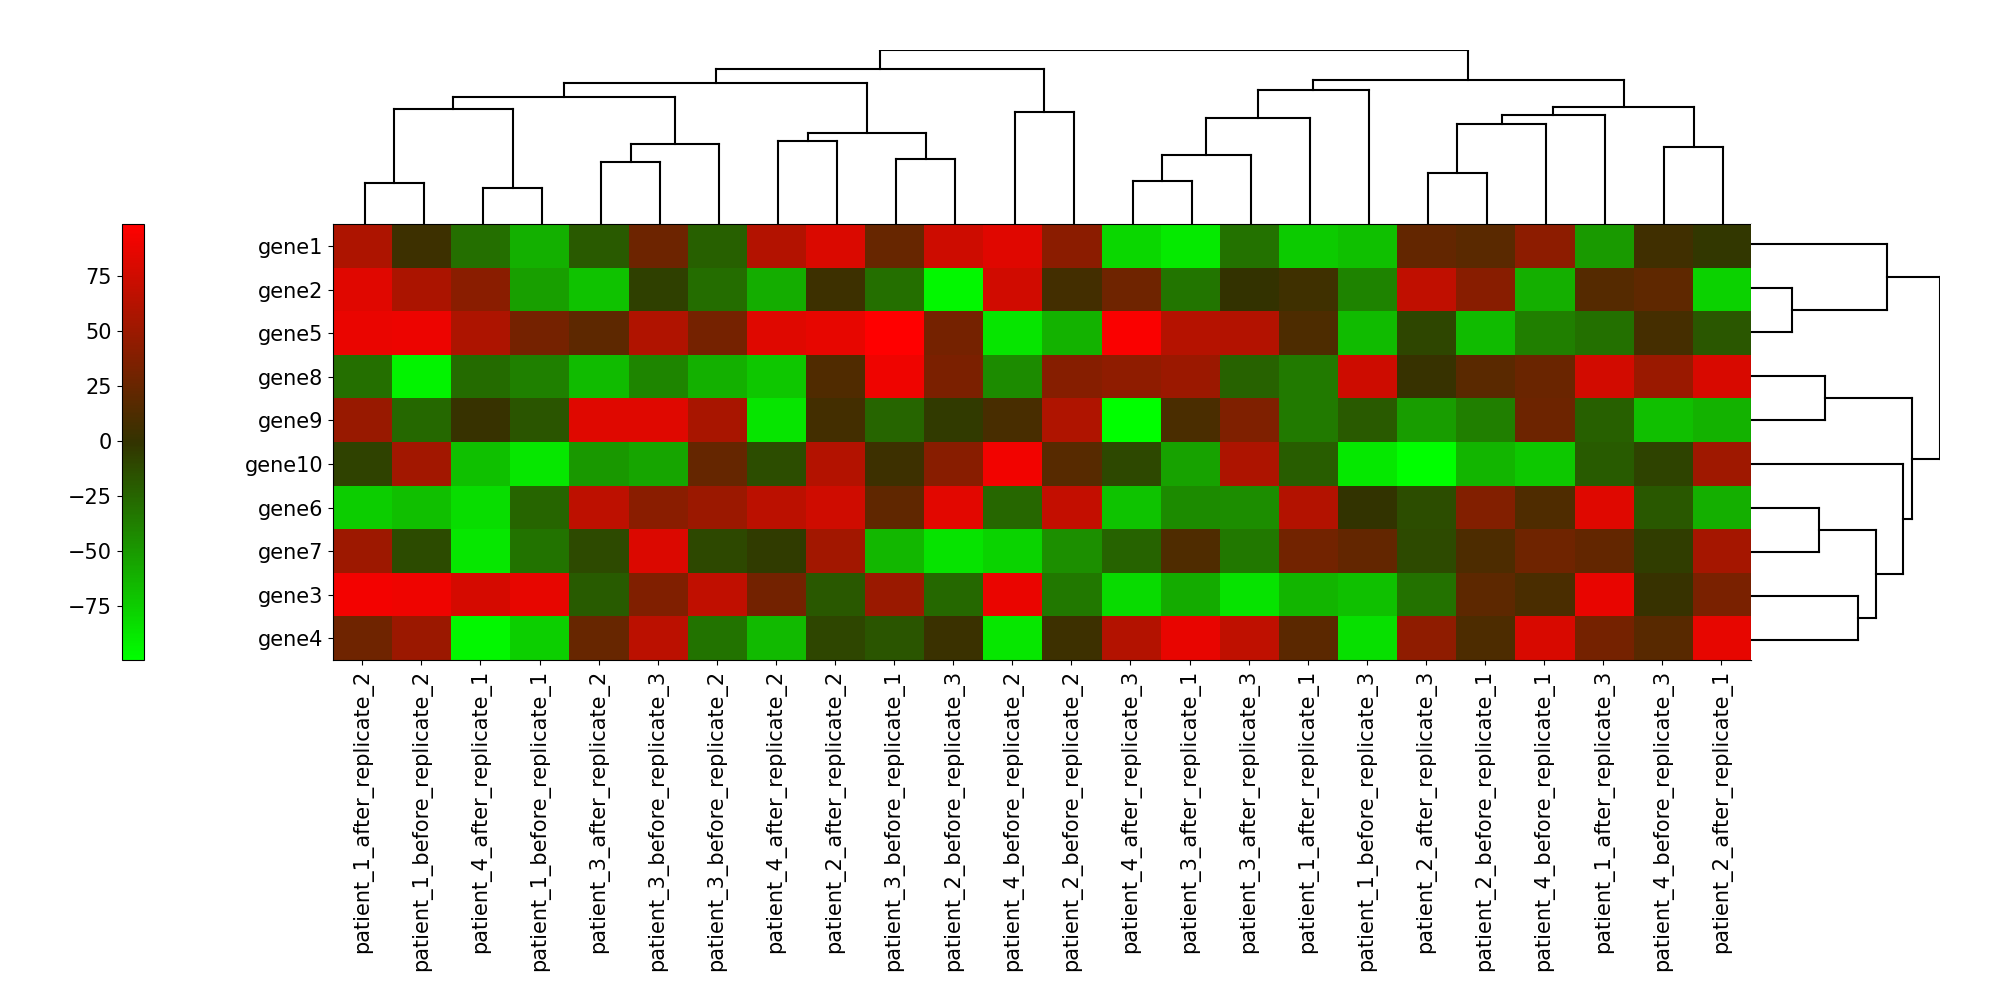 75
50
25
0
−25
−50
−75
gene1
gene2
gene5
gene8
gene9
gene10
gene6
gene7
gene3
gene4
patient_1_after_replicate_2
patient_1_before_replicate_2
patient_4_after_replicate_1
patient_1_before_replicate_1
patient_3_after_replicate_2
patient_3_before_replicate_3
patient_3_before_replicate_2
patient_4_after_replicate_2
patient_2_after_replicate_2
patient_3_before_replicate_1
patient_2_before_replicate_3
patient_4_before_replicate_2
patient_2_before_replicate_2
patient_4_after_replicate_3
patient_3_after_replicate_1
patient_3_after_replicate_3
patient_1_after_replicate_1
patient_1_before_replicate_3
patient_2_after_replicate_3
patient_2_before_replicate_1
patient_4_before_replicate_1
patient_1_after_replicate_3
patient_4_before_replicate_3
patient_2_after_replicate_1